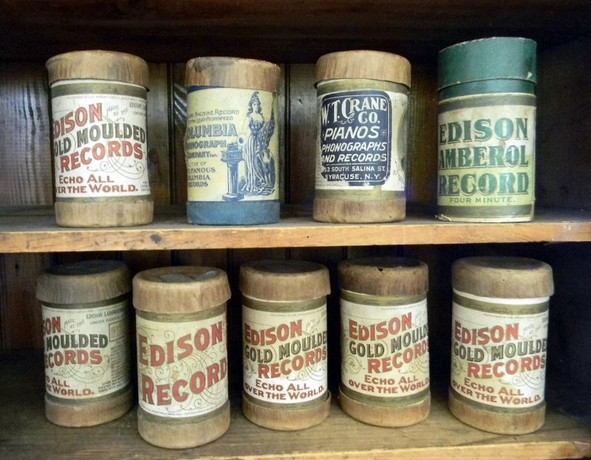 EDISON
GOLD MOULDED
RECORDS
ECHO ALL
OVER THE WORLD.
COLUMBIA
PHONOGRAPH
W. T. CRANE
CO.
PIANOS
PHONOGRAPHS
AND RECORDS
SOUTH SALINA ST.
SYRACUSE, N.Y.
EDISON
AMBEROL
RECORD
FOUR MINUTE.
MOULDED
RECORDS
ECHO ALL
THE WORLD.
EDISON
RECORD
EDISON
GOLD MOULDED
RECORDS
ECHO ALL
OVER THE WORLD.
EDISON
GOLD MOULDED
RECORDS
ECHO ALL
OVER THE WORLD.
EDISON
GOLD MOULDED
RECORDS
ECHO ALL
OVER THE WORLD.